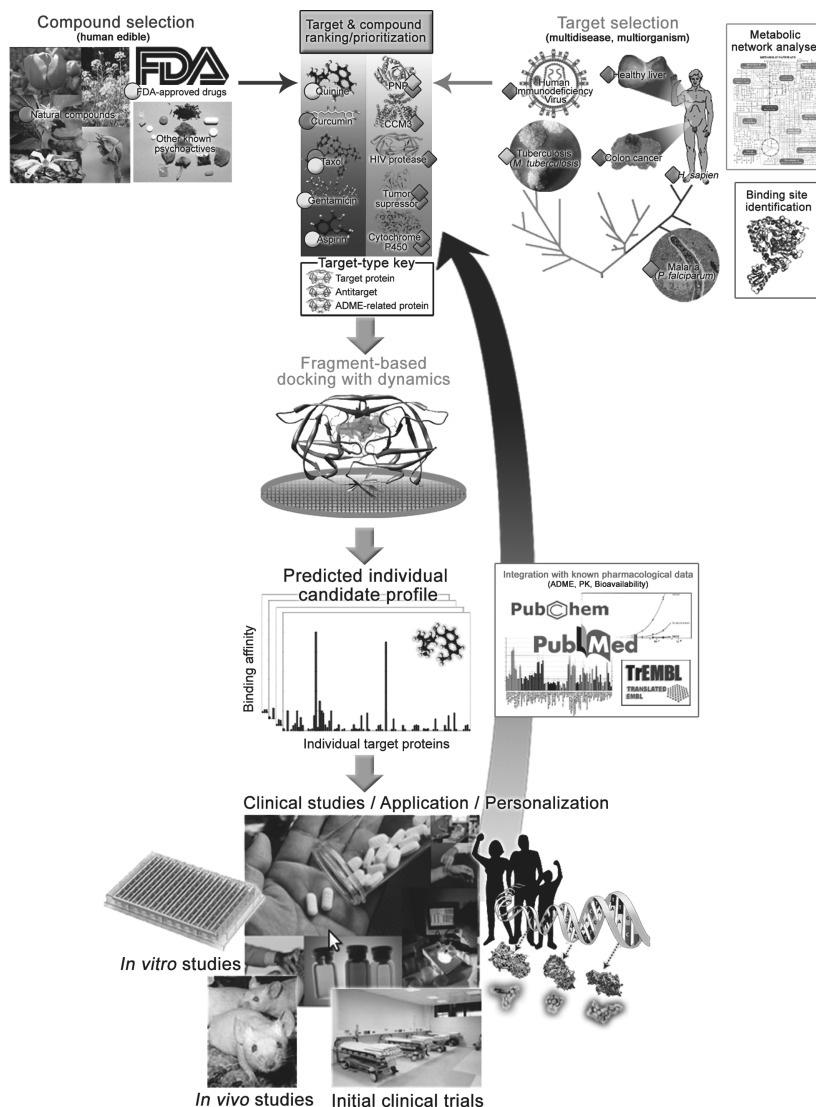 Compound selection
(human edible)
FDA
FDA-approved drugs
Natural compounds
Other known
psychoactives
Target & compound
ranking/prioritization
Quinine
PNP
Curcumin
CCM3
Taxol
HIV protease
Gentamicin
Tumor
supressor
Aspirin
Cytochrome
P450
Target-type key
Target protein
Antitarget
ADME-related protein
Target selection
(multidisease, multiorganism)
Human
Immunodeficiency
Virus
Healthy liver
Tuberculosis
(M. tuberculosis)
Colon cancer
H. sapien
Malaria
(P. falciparum)
Metabolic
network analyses
Binding site
identification
Fragment-based
docking with dynamics
Predicted individual
candidate profile
Binding affinity
Individual target proteins
Integration with known pharmacological data
(ADME, PK, Bioavailability)
PubChem
PubMed
TrEMBL
TRANSLATED
EMBL
Clinical studies / Application / Personalization
In vitro studies
In vivo studies
Initial clinical trials